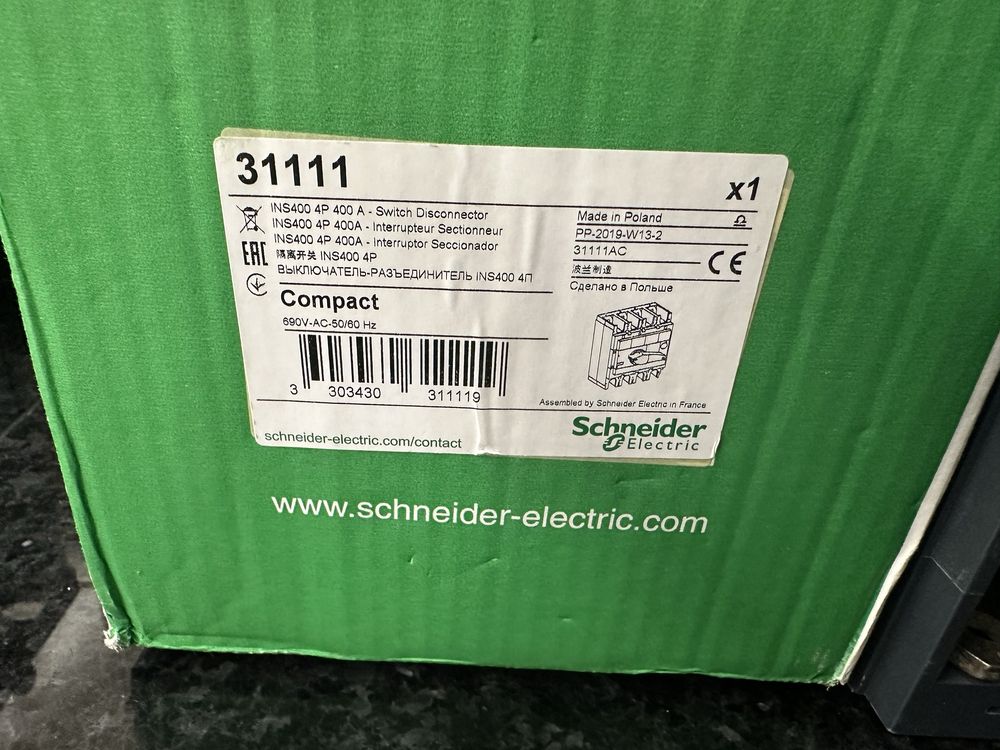 31111
x1
INS400 4P 400 A - Switch Disconnector
INS400 4P 400A - Interrupteur Sectionneur
INS400 4P 400A - Interruptor Seccionador
隔离开关 INS400 4P
ВЫКЛЮЧАТЕЛЬ-РАЗЪЕДИНИТЕЛЬ INS400 4П
EAC
Made in Poland
PP-2019-W13-2
31111AC
波兰制造
Сделано в Польше
CE
Compact
690V-AC-50/60 Hz
3 303430 311119
Assembled by Schneider Electric in France
schneider-electric.com/contact
Schneider
Electric
www.schneider-electric.com